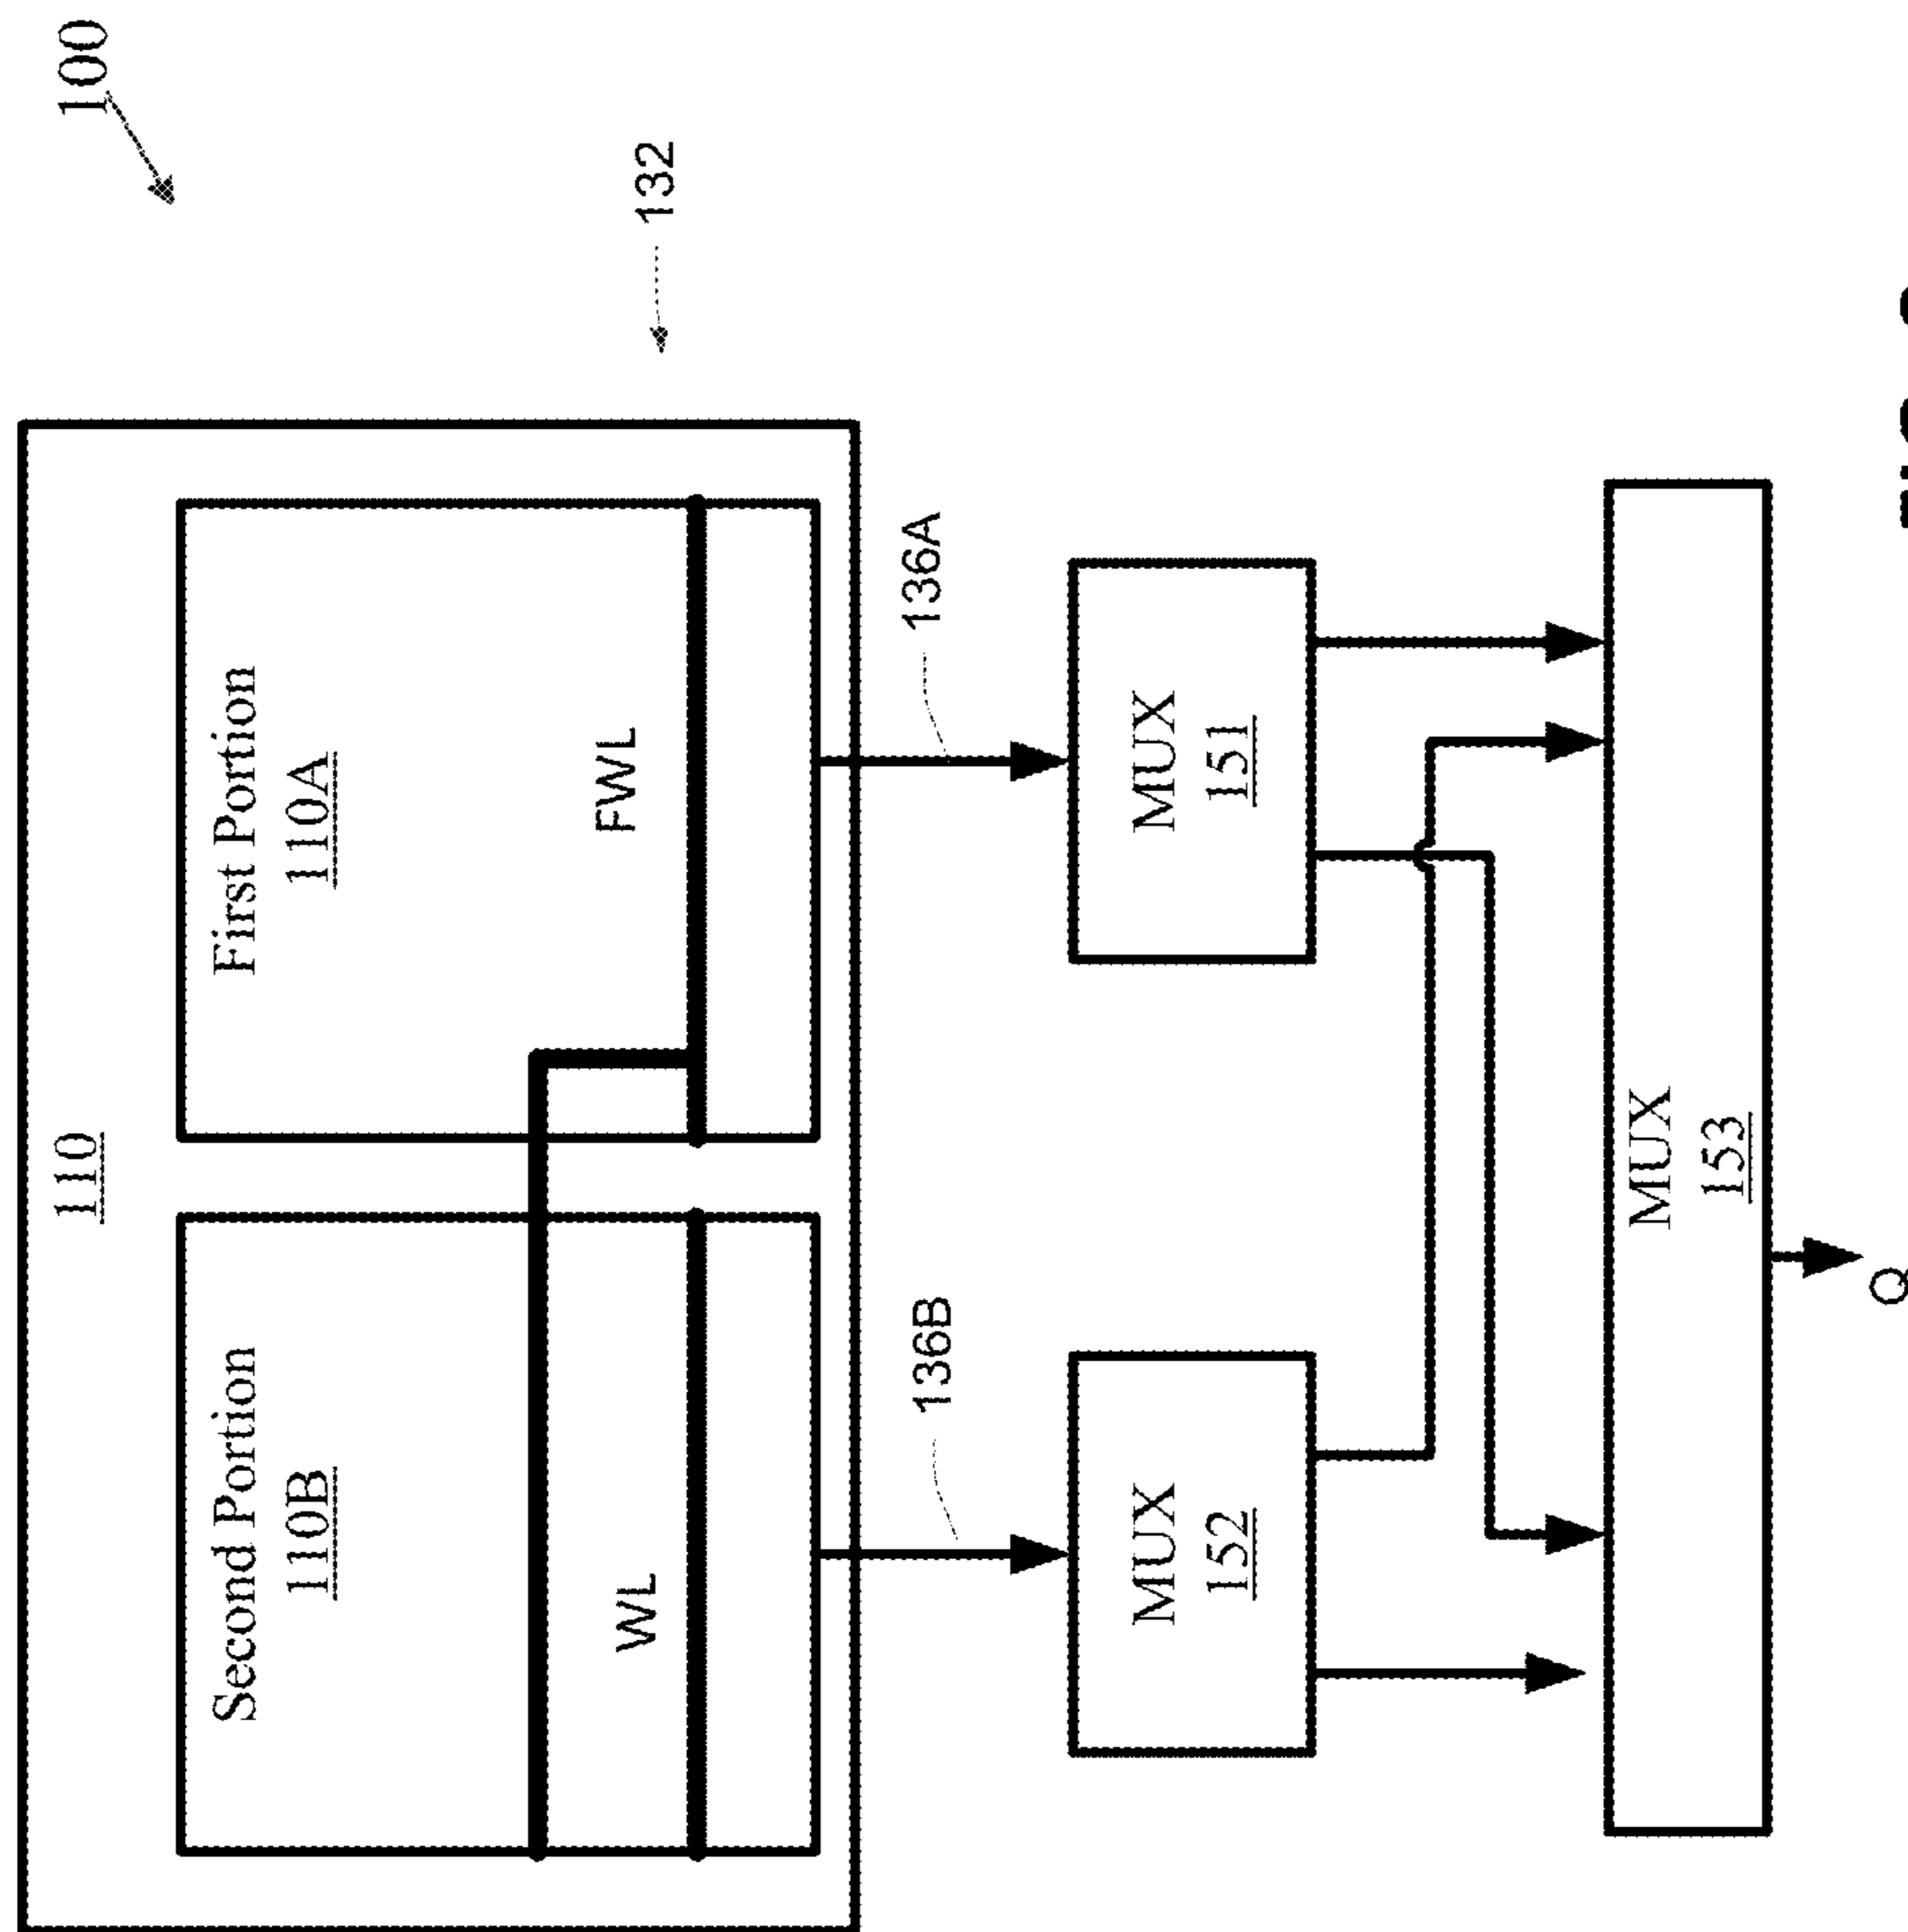 110
100
Second Portion
110B
First Portion
110A
WL
FWL
132
136B
136A
MUX
152
MUX
151
MUX
153
Q